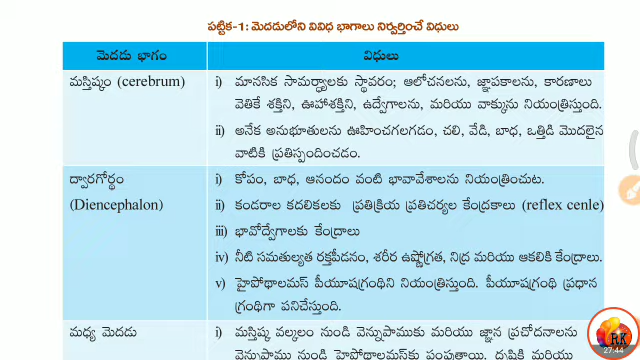 పట్టిక-1: మెదడులోని వివిధ భాగాలు నిర్వర్తించే విధులు
మెదడు భాగం
విధులు
మస్తిష్కం (cerebrum)
i) మానసిక సామర్థ్యాలకు స్థావరం; ఆలోచనలను, జ్ఞాపకాలను, కారణాలు
వెతికే శక్తిని, ఊహాశక్తిని, ఉద్వేగాలను, మరియు వాక్కును నియంత్రిస్తుంది.
ii) అనేక అనుభూతులను ఊహించగలగడం, చలి, వేడి, బాధ, ఒత్తిడి మొదలైన
వాటికి ప్రతిస్పందించడం.
ద్వారగోర్థం
(Diencephalon)
i) కోపం, బాధ, ఆనందం వంటి భావావేశాలను నియంత్రించుట.
ii) కండరాల కదలికలకు ప్రతిక్రియ ప్రతిచర్యల కేంద్రకాలు (reflex cenle)
iii) భావోద్వేగాలకు కేంద్రాలు
iv) నీటి సమతుల్యత రక్తపీడనం, శరీర ఉష్ణోగ్రత, నిద్ర మరియు ఆకలికి కేంద్రాలు.
v) హైపోథాలమస్ పీయూషగ్రంథిని నియంత్రిస్తుంది. పీయూషగ్రంథి ప్రధాన
గ్రంథిగా పనిచేస్తుంది.
మధ్య మెదడు
i) మస్తిష్క వల్కలం నుండి వెన్నుపాముకు మరియు జ్ఞాన ప్రచోదనాలను
వెన్నుపాము నుండి హైపోథాలమస్‌కు పంపుతాయి. దృష్టికి మరియు
RK
27:44